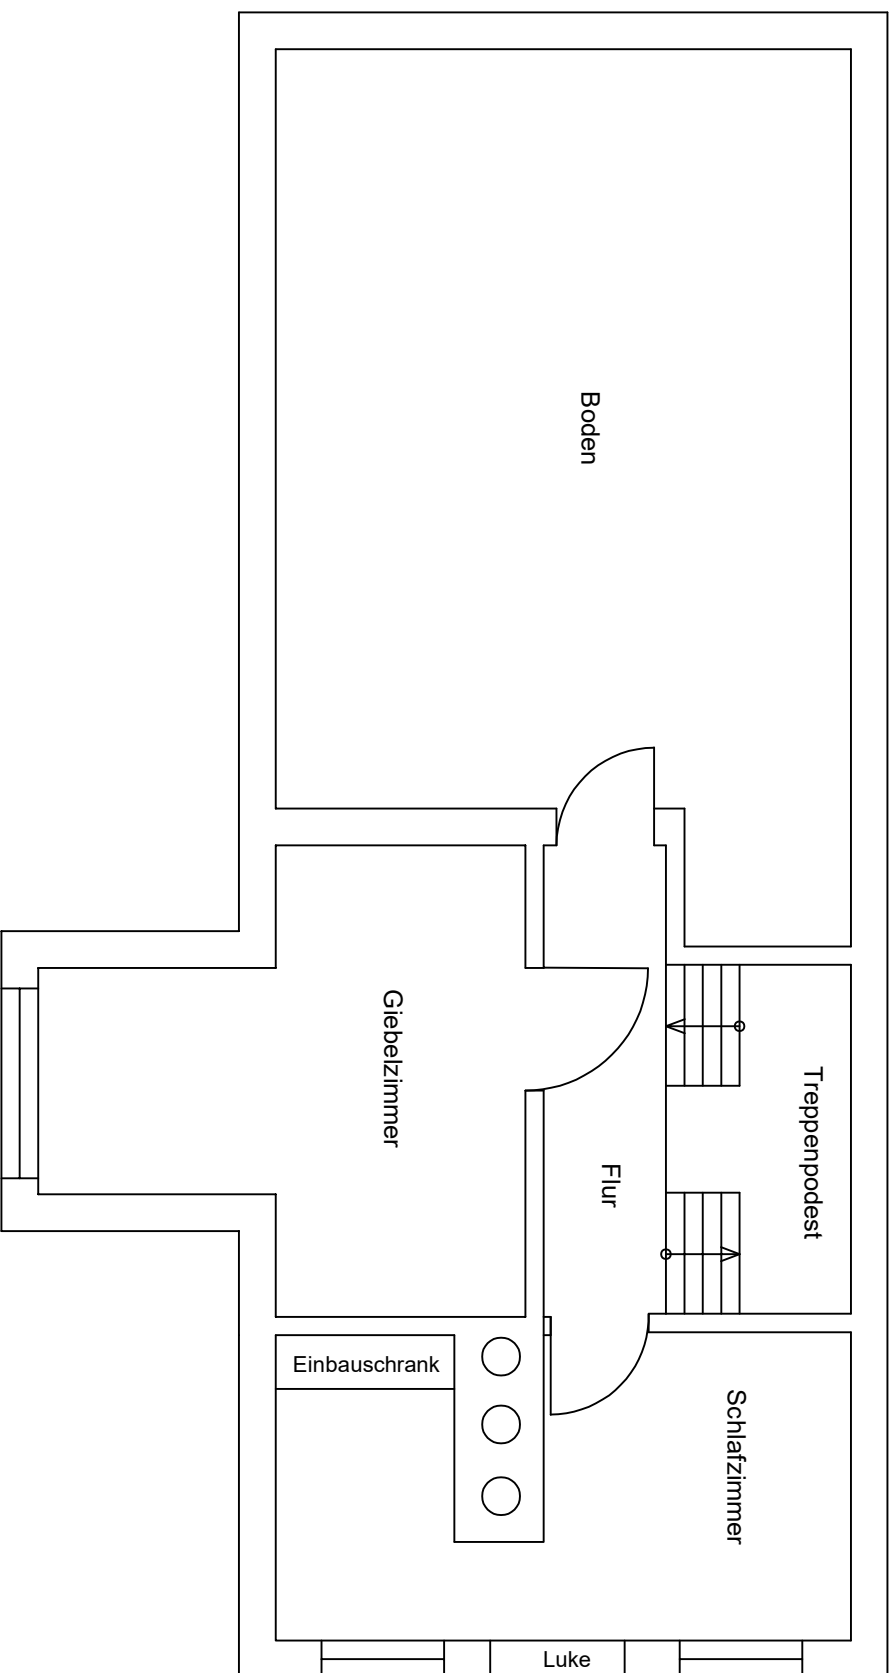 Boden
Giebelzimmer
Treppenpodest
Flur
Einbauschrank
Schlafzimmer
Luke